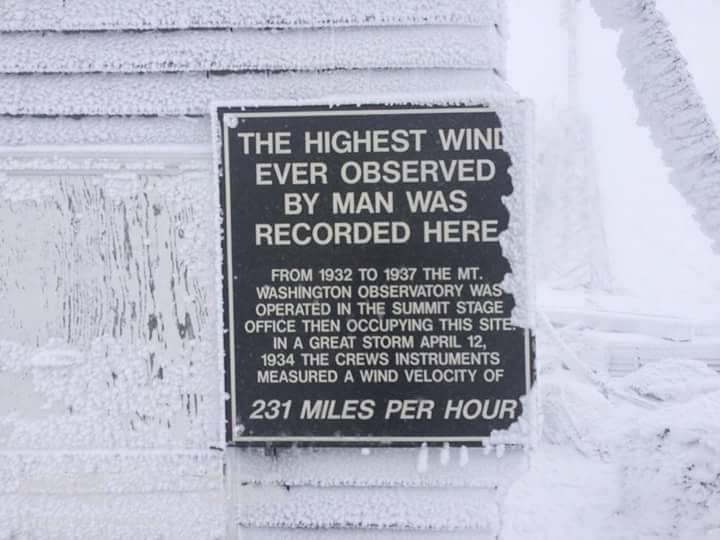 THE HIGHEST WIND
EVER OBSERVED
BY MAN WAS
RECORDED HERE
FROM 1932 TO 1937 THE MT.
WASHINGTON OBSERVATORY WAS
OPERATED IN THE SUMMIT STAGE
OFFICE THEN OCCUPYING THIS SITE.
IN A GREAT STORM APRIL 12,
1934 THE CREWS INSTRUMENTS
MEASURED A WIND VELOCITY OF
231 MILES PER HOUR